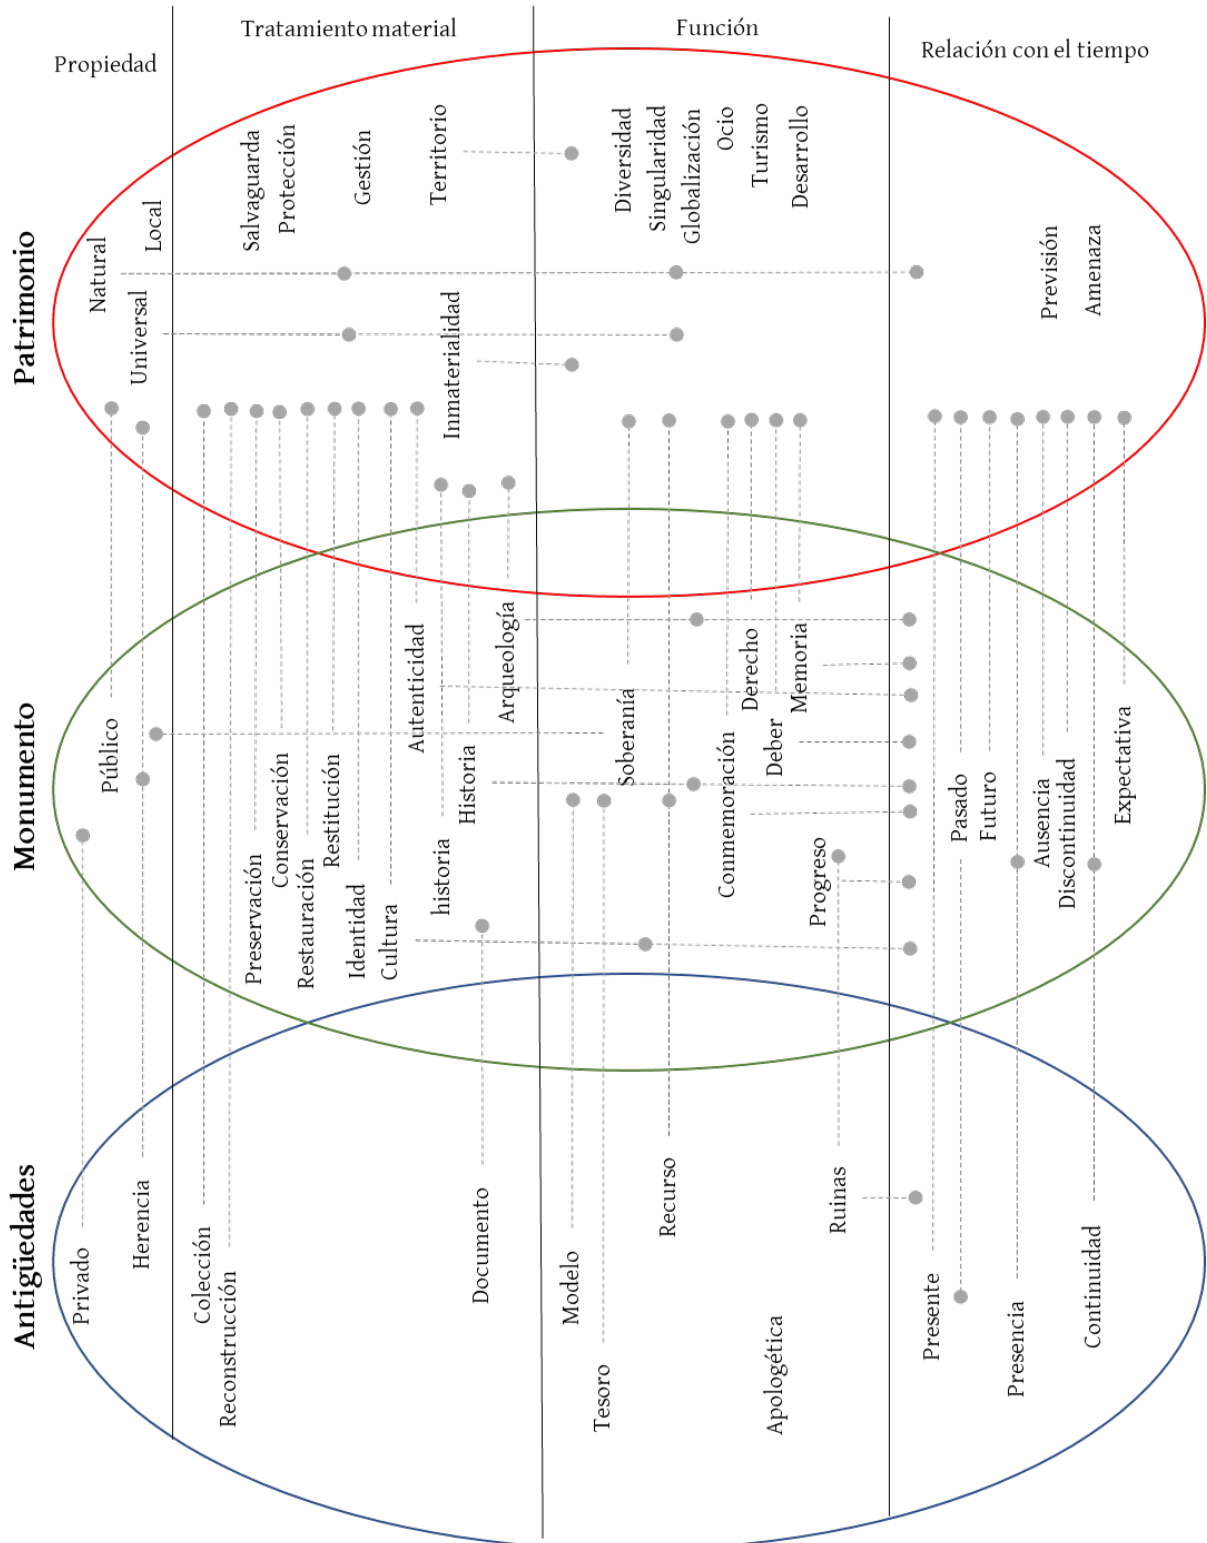 Propiedad
Tratamiento material
Función
Relación con el tiempo
Patrimonio
Natural
Local
Universal
Salvaguarda
Protección
Gestión
Territorio
Inmaterialidad
Diversidad
Singularidad
Globalización
Ocio
Turismo
Desarrollo
Previsión
Amenaza
Monumento
Público
Preservación
Conservación
Restauración
Restitución
Identidad
Cultura
Autenticidad
historia
Historia
Arqueología
Soberanía
Conmemoración
Derecho
Deber
Memoria
Progreso
Pasado
Futuro
Ausencia
Discontinuidad
Expectativa
Antigüedades
Privado
Herencia
Colección
Reconstrucción
Documento
Modelo
Tesoro
Recurso
Apologética
Ruinas
Presente
Presencia
Continuidad